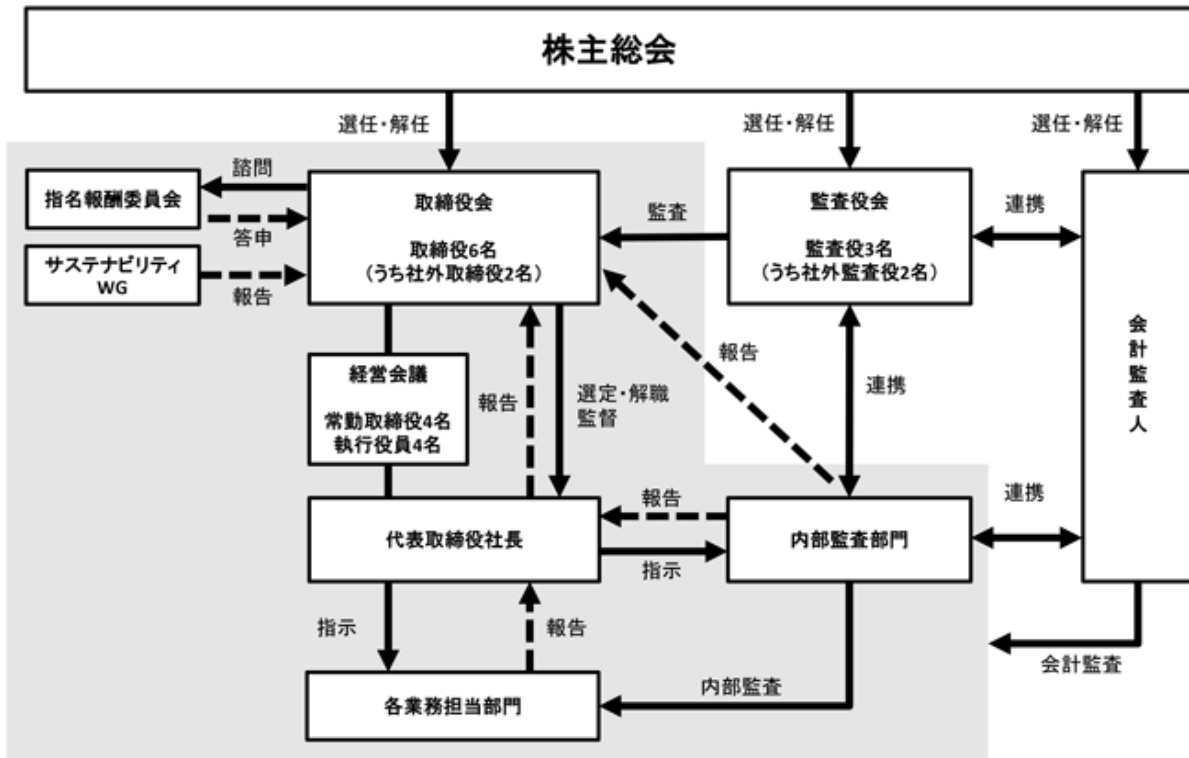 株主総会
選任・解任
選任・解任
選任・解任
指名報酬委員会
諮問
答申
サステナビリティ
WG
報告
取締役会
取締役6名
（うち社外取締役2名）
監査
監査役会
監査役3名
（うち社外監査役2名）
連携
会計監査人
経営会議
常勤取締役4名
執行役員4名
報告
選定・解職
監督
報告
連携
代表取締役社長
報告
指示
内部監査部門
連携
指示
報告
会計監査
各業務担当部門
内部監査